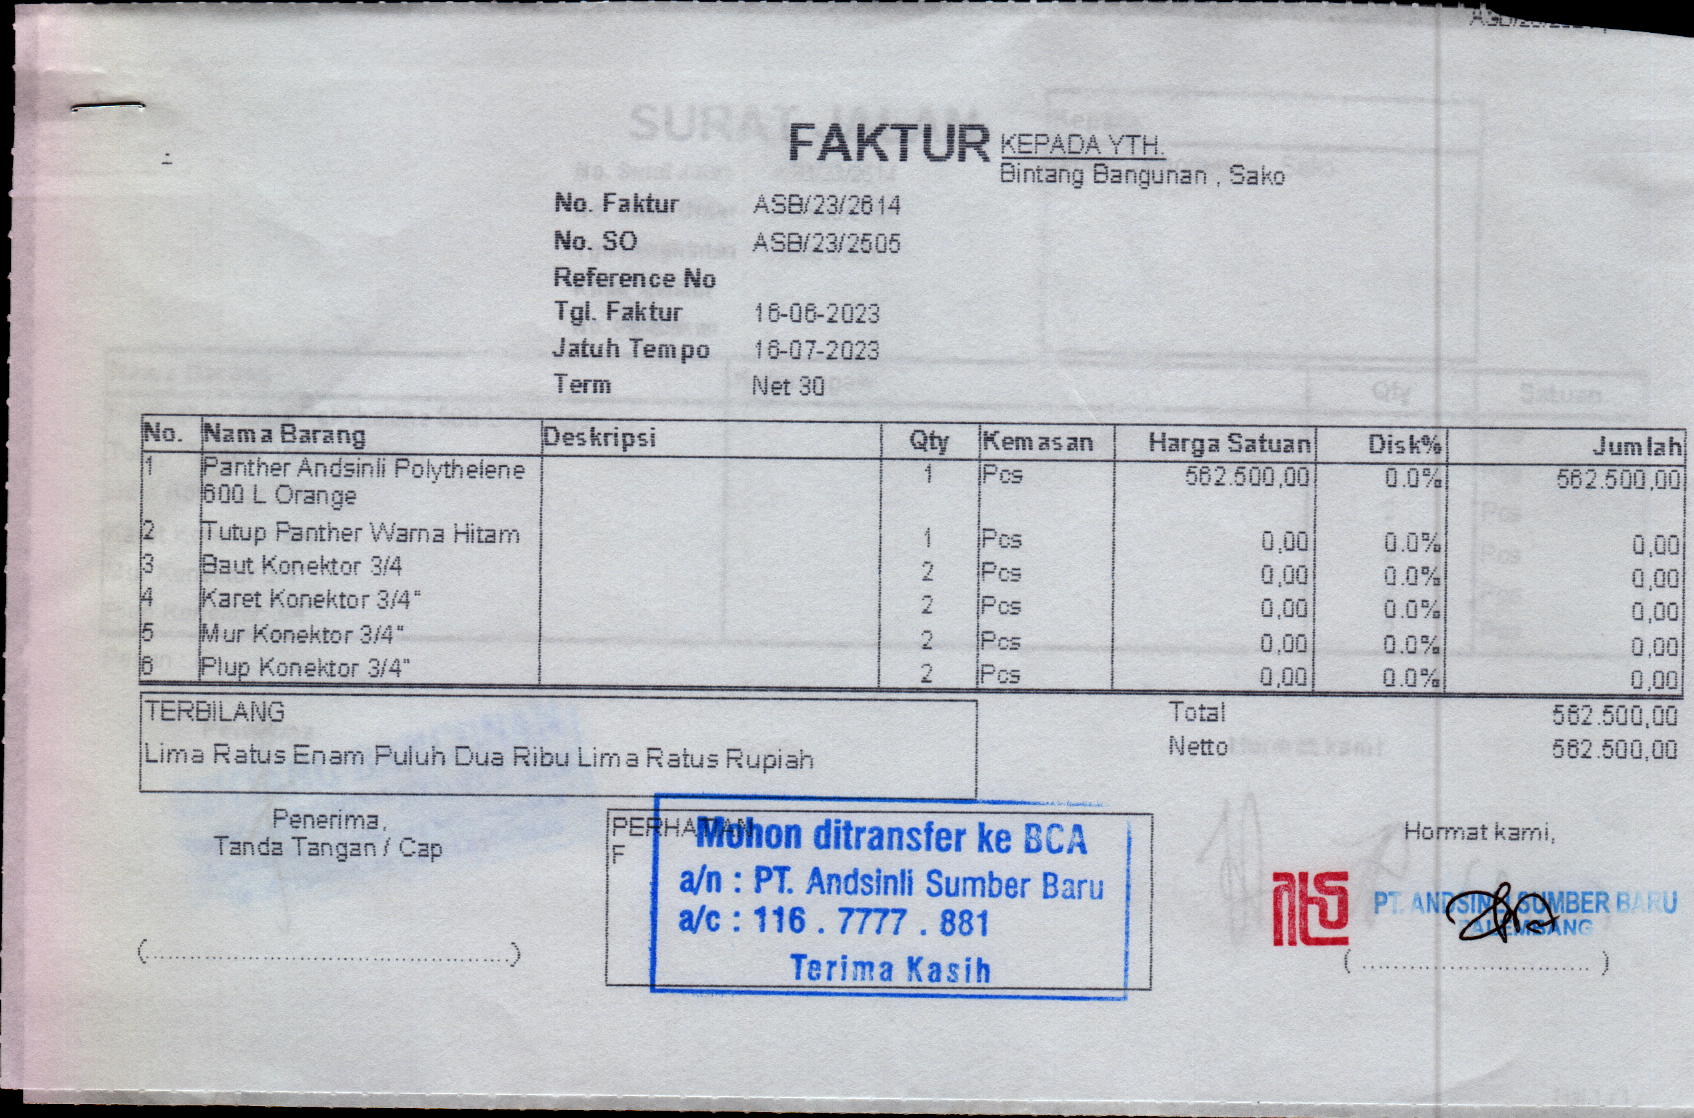 FAKTUR
KEPADA YTH.
Bintang Bangunan , Sako
No. Faktur ASB/23/2614
No. SO ASB/23/2505
Reference No
Tgl. Faktur 16-06-2023
Jatuh Tempo 16-07-2023
Term Net 30
No. Nama Barang Deskripsi Qty Kemasan Harga Satuan Disk% Jumlah
1 Panther Andsinli Polythelene 1 Pcs 562.500,00 0.0% 562.500,00
600 L Orange
2 Tutup Panther Warna Hitam 1 Pcs 0,00 0.0% 0,00
3 Baut Konektor 3/4 2 Pcs 0,00 0.0% 0,00
4 Karet Konektor 3/4" 2 Pcs 0,00 0.0% 0,00
5 Mur Konektor 3/4" 2 Pcs 0,00 0.0% 0,00
6 Plup Konektor 3/4" 2 Pcs 0,00 0.0% 0,00
TERBILANG
Lima Ratus Enam Puluh Dua Ribu Lima Ratus Rupiah
Total 562.500,00
Netto 562.500,00
Penerima,
Tanda Tangan / Cap
PERHATIAN
F
Mohon ditransfer ke BCA
a/n : PT. Andsinli Sumber Baru
a/c : 116 . 7777 . 881
Terima Kasih
Hormat kami,
PT. ANDSINLI SUMBER BARU
PALEMBANG